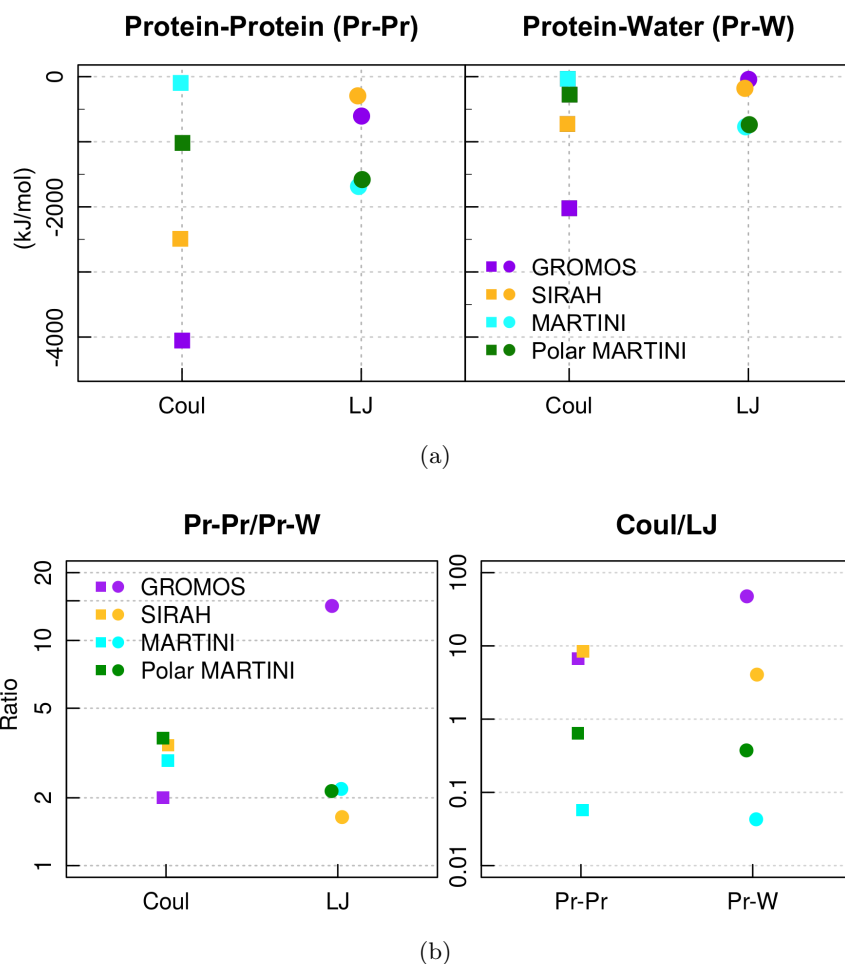 Protein-Protein (Pr-Pr)
Protein-Water (Pr-W)
(kJ/mol)
0
-2000
-4000
GROMOS
SIRAH
MARTINI
Polar MARTINI
Coul
LJ
Coul
LJ
(a)
Pr-Pr/Pr-W
Coul/LJ
Ratio
20
10
5
2
1
GROMOS
SIRAH
MARTINI
Polar MARTINI
Coul
LJ
100
10
1
0.1
0.01
Pr-Pr
Pr-W
(b)